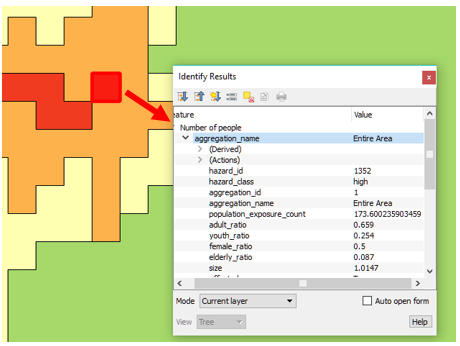 Identify Results
x
eature Value
Number of people
aggregation_name Entire Area
(Derived)
(Actions)
hazard_id 1352
hazard_class high
aggregation_id 1
aggregation_name Entire Area
population_exposure_count 173.600235903459
adult_ratio 0.659
youth_ratio 0.254
female_ratio 0.5
elderly_ratio 0.087
size 1.0147
Mode Current layer Auto open form
View Tree Help